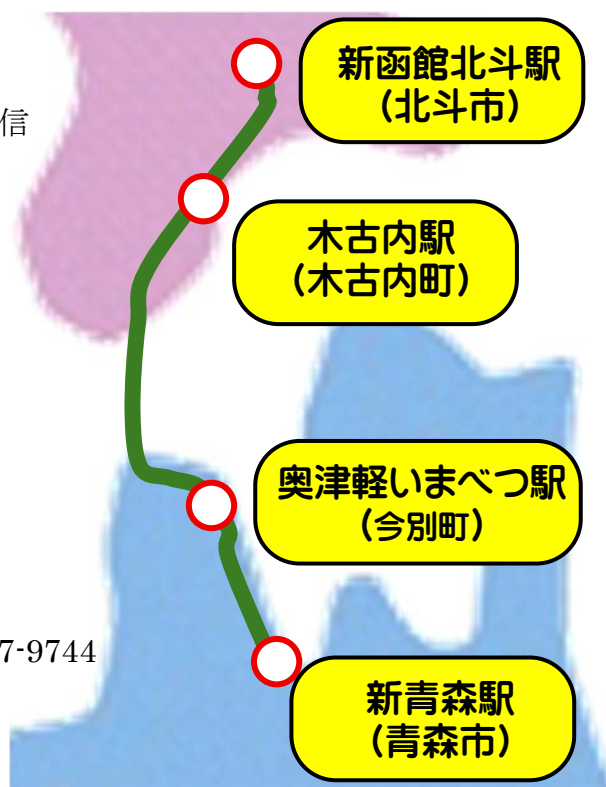 新函館北斗駅
(北斗市)
信
木古内駅
(木古内町)
奥津軽いまべつ駅
(今別町)
7-9744
新青森駅
(青森市)